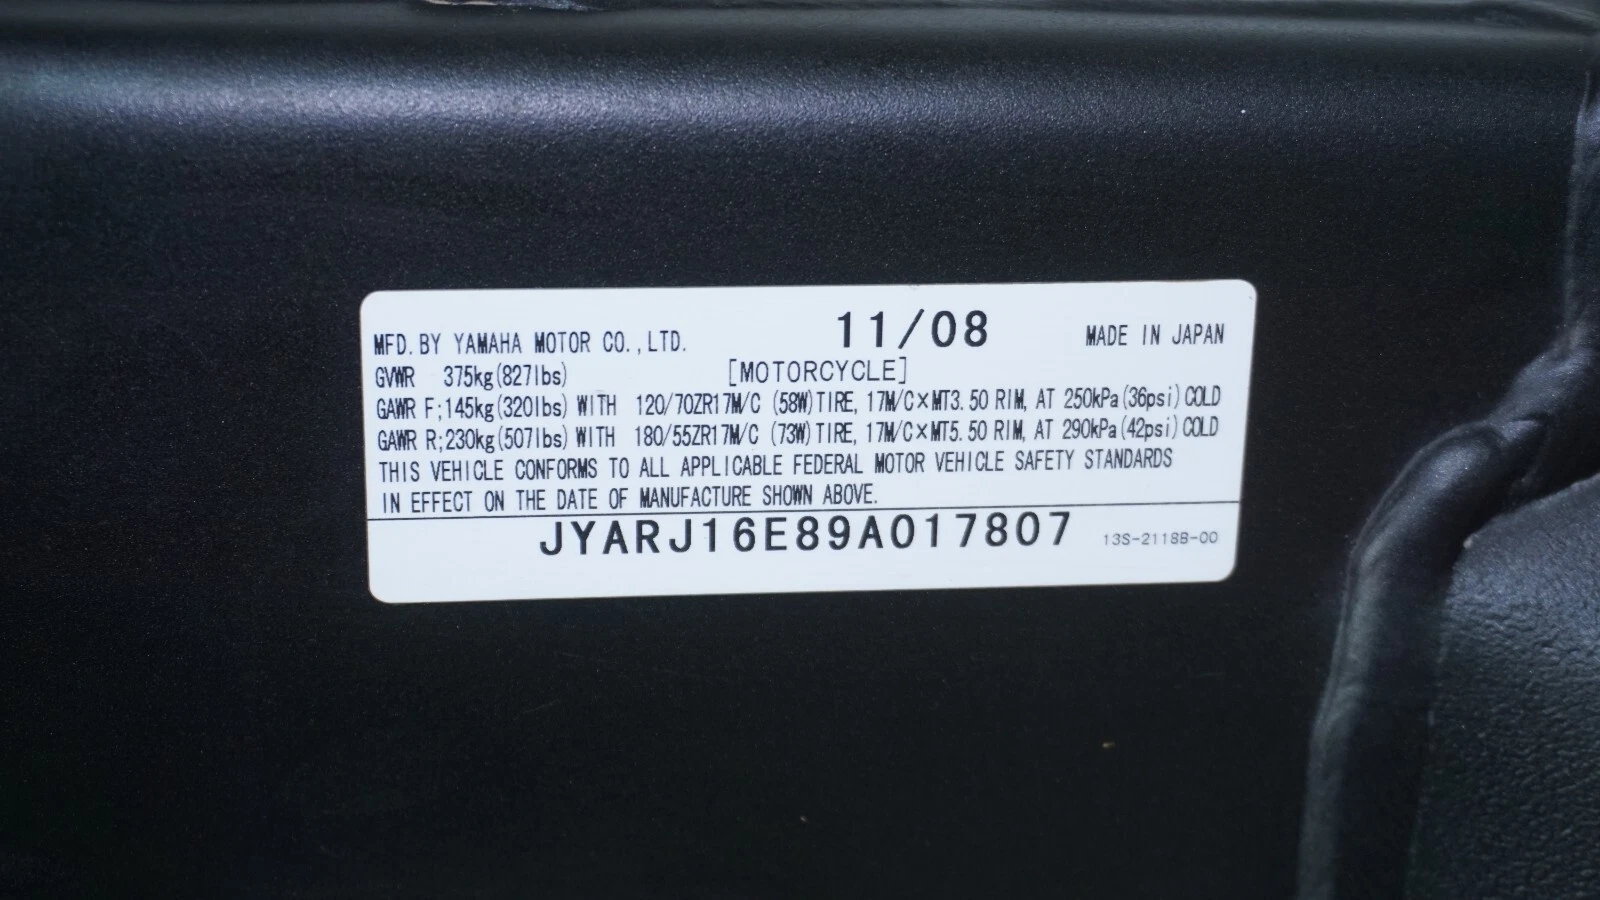 MFD. BY YAMAHA MOTOR CO., LTD. 11/08 MADE IN JAPAN
GVWR 375kg(827lbs) [MOTORCYCLE]
GAWR F;145kg(320lbs) WITH 120/70ZR17M/C (58W)TIRE, 17M/C×MT3.50 RIM, AT 250kPa(36psi)COLD
GAWR R;230kg(507lbs) WITH 180/55ZR17M/C (73W)TIRE, 17M/C×MT5.50 RIM, AT 290kPa(42psi)COLD
THIS VEHICLE CONFORMS TO ALL APPLICABLE FEDERAL MOTOR VEHICLE SAFETY STANDARDS
IN EFFECT ON THE DATE OF MANUFACTURE SHOWN ABOVE.
JYARJ16E89A017807 13S-2118B-00